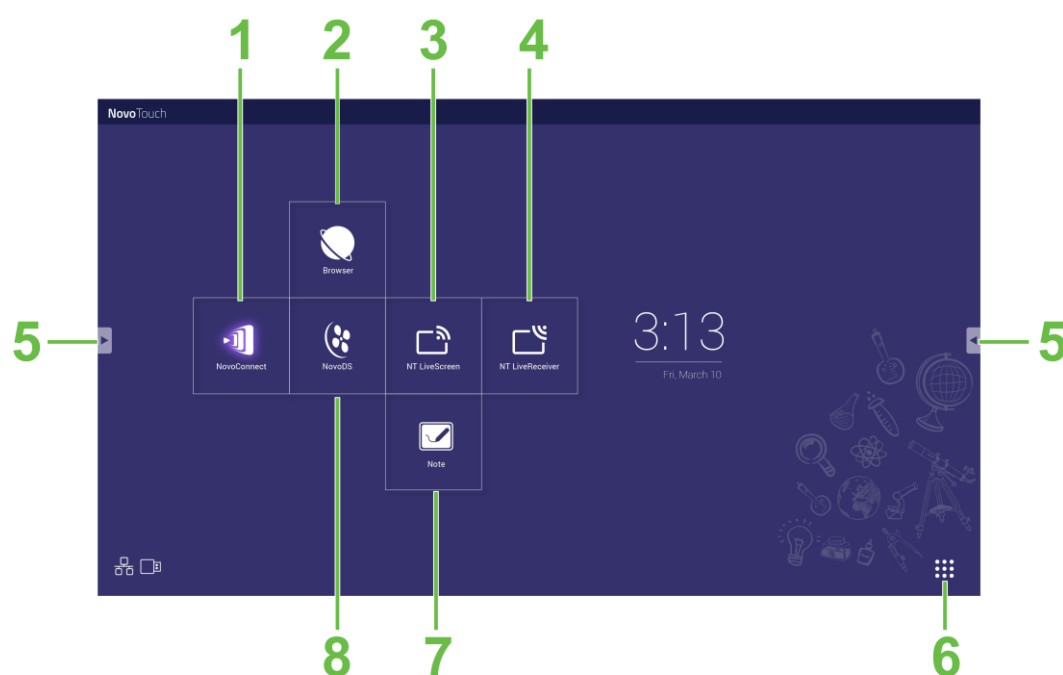 1 2 3 4
NovoTouch
Browser
3:13
5 5
NovoConnect NovoDS NT LiveScreen NT LiveReceiver
Fri, March 10
Note
8 7 6